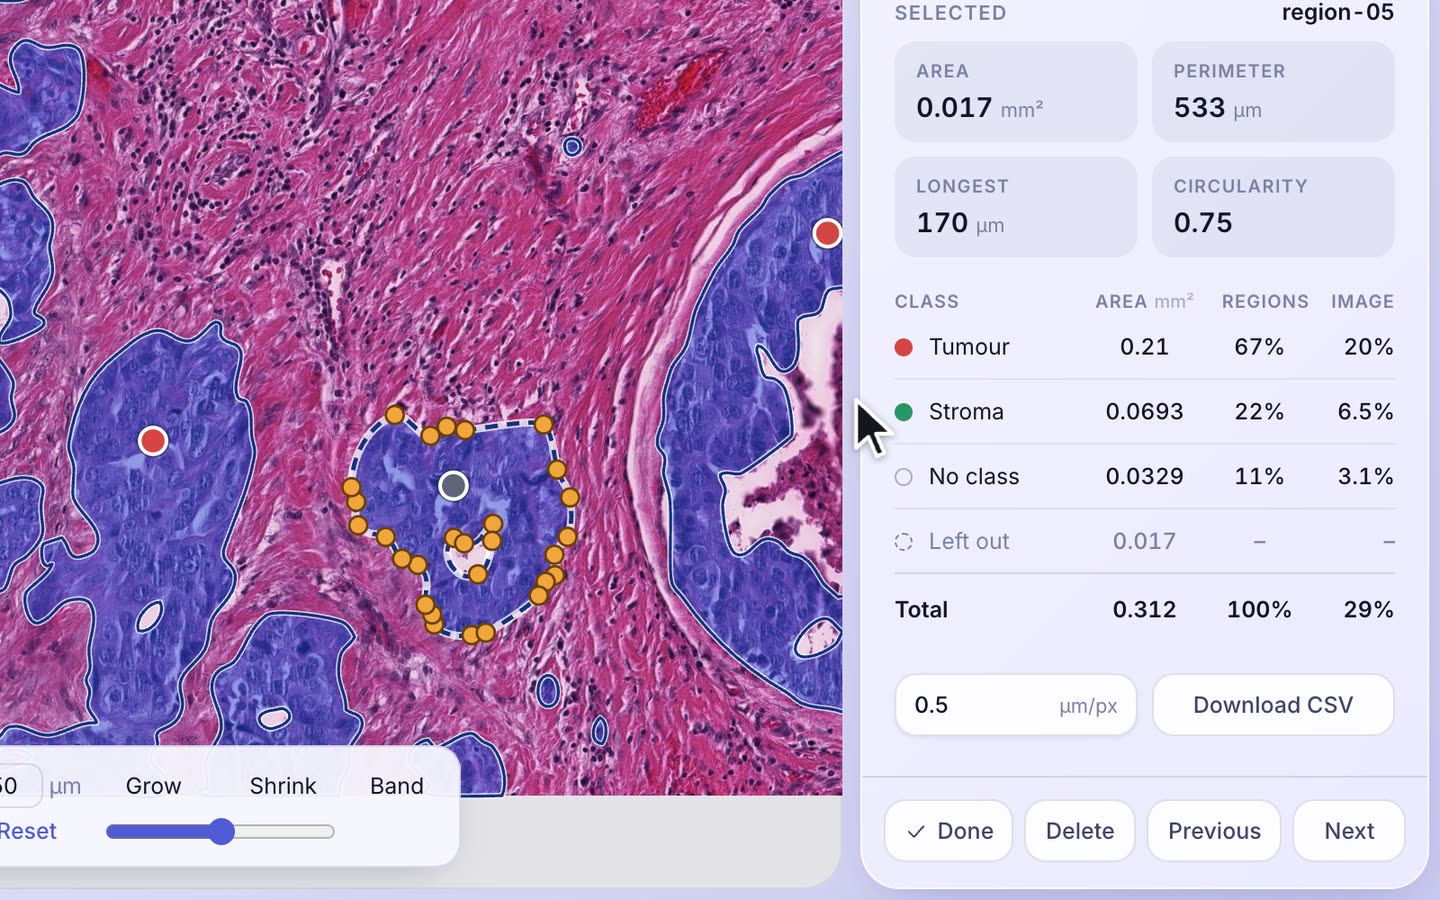 SELECTED region-05
AREA PERIMETER
0.017 mm² 533 µm
LONGEST CIRCULARITY
170 µm 0.75
CLASS AREA mm² REGIONS IMAGE
Tumour 0.21 67% 20%
Stroma 0.0693 22% 6.5%
No class 0.0329 11% 3.1%
Left out 0.017 – –
Total 0.312 100% 29%
0.5 µm/px Download CSV
50 µm Grow Shrink Band
Reset
Done Delete Previous Next